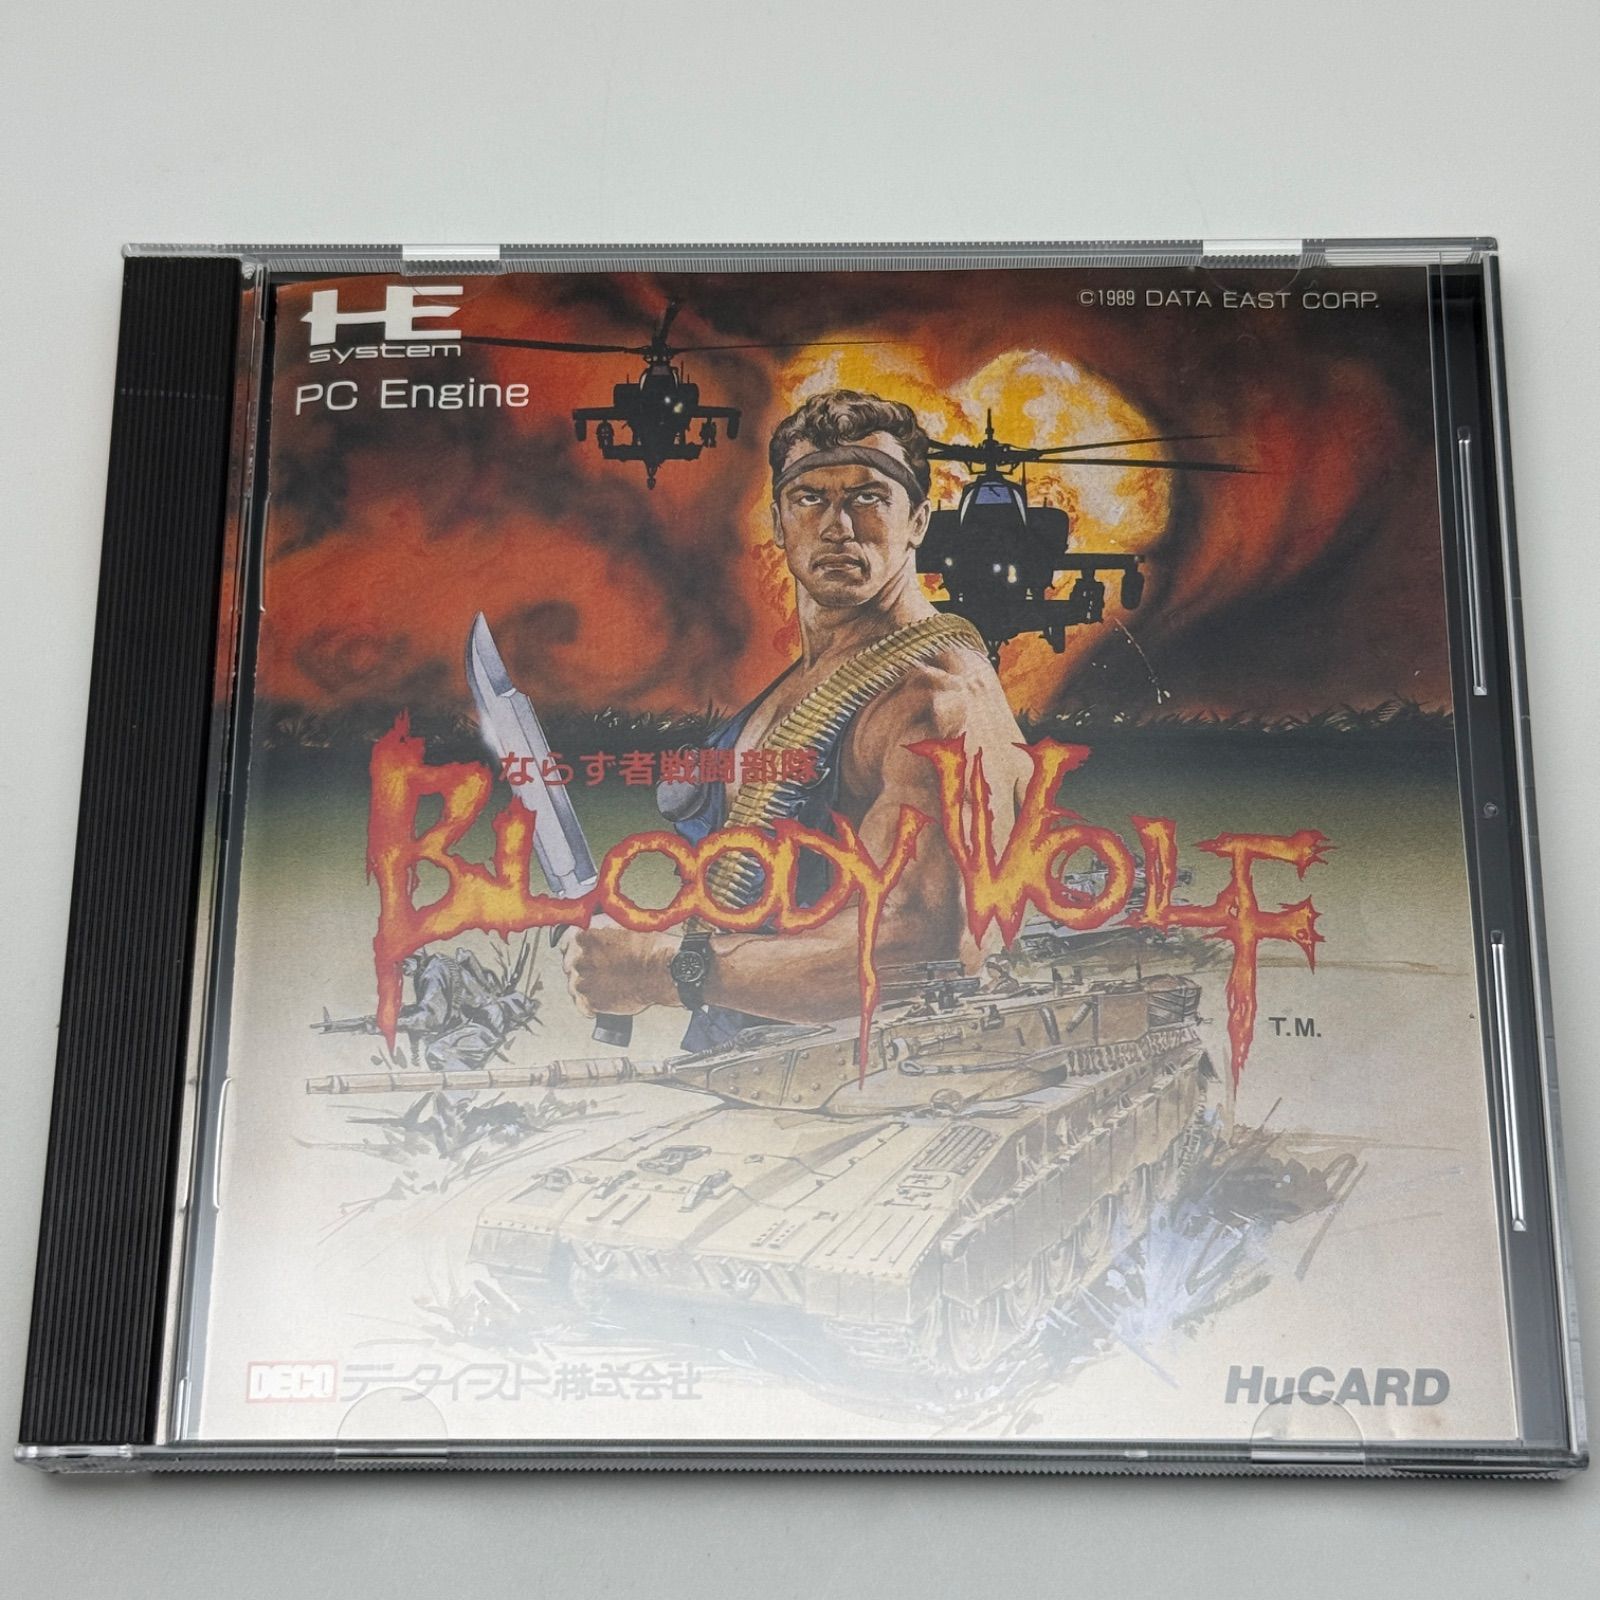 HE
system
PC Engine
©1989 DATA EAST CORP.
ならず者戦闘部隊
BLOODY WOLF
T.M.
DECO データイースト株式会社
HuCARD